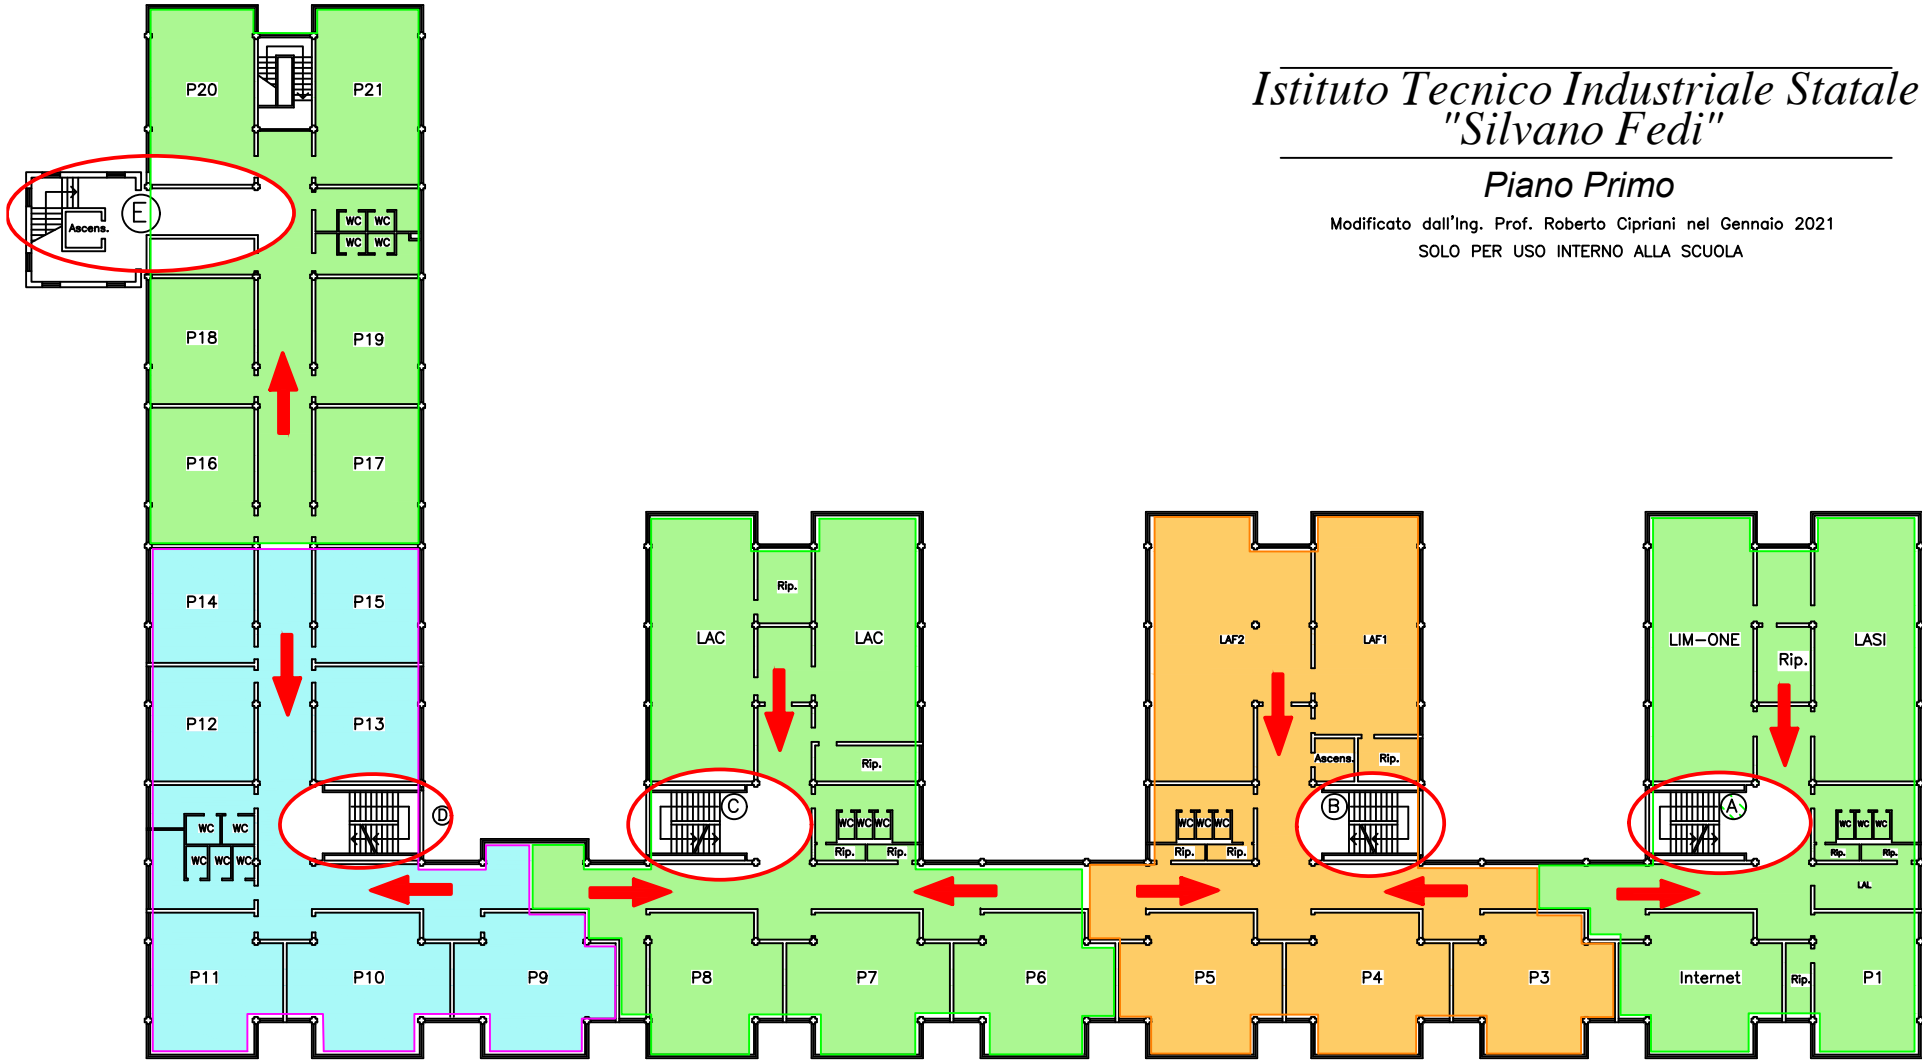 Istituto Tecnico Industriale Statale
"Silvano Fedi"
Piano Primo
Modificato dall'Ing. Prof. Roberto Cipriani nel Gennaio 2021
SOLO PER USO INTERNO ALLA SCUOLA
P20 P21
E
Ascens.
WC WC
WC WC
P18 P19
P16 P17
P14 P15
P12 P13
LAC Rip. LAC
Rip.
LAF2 LAF1
Ascens. Rip.
LIM-ONE Rip. LASI
D C B A
WC WC
WC WC WC
WC WC WC
Rip. Rip.
WC WC WC
Rip. Rip.
WC WC WC
Rip. Rip.
LAL
P11 P10 P9 P8 P7 P6 P5 P4 P3 Internet Rip. P1